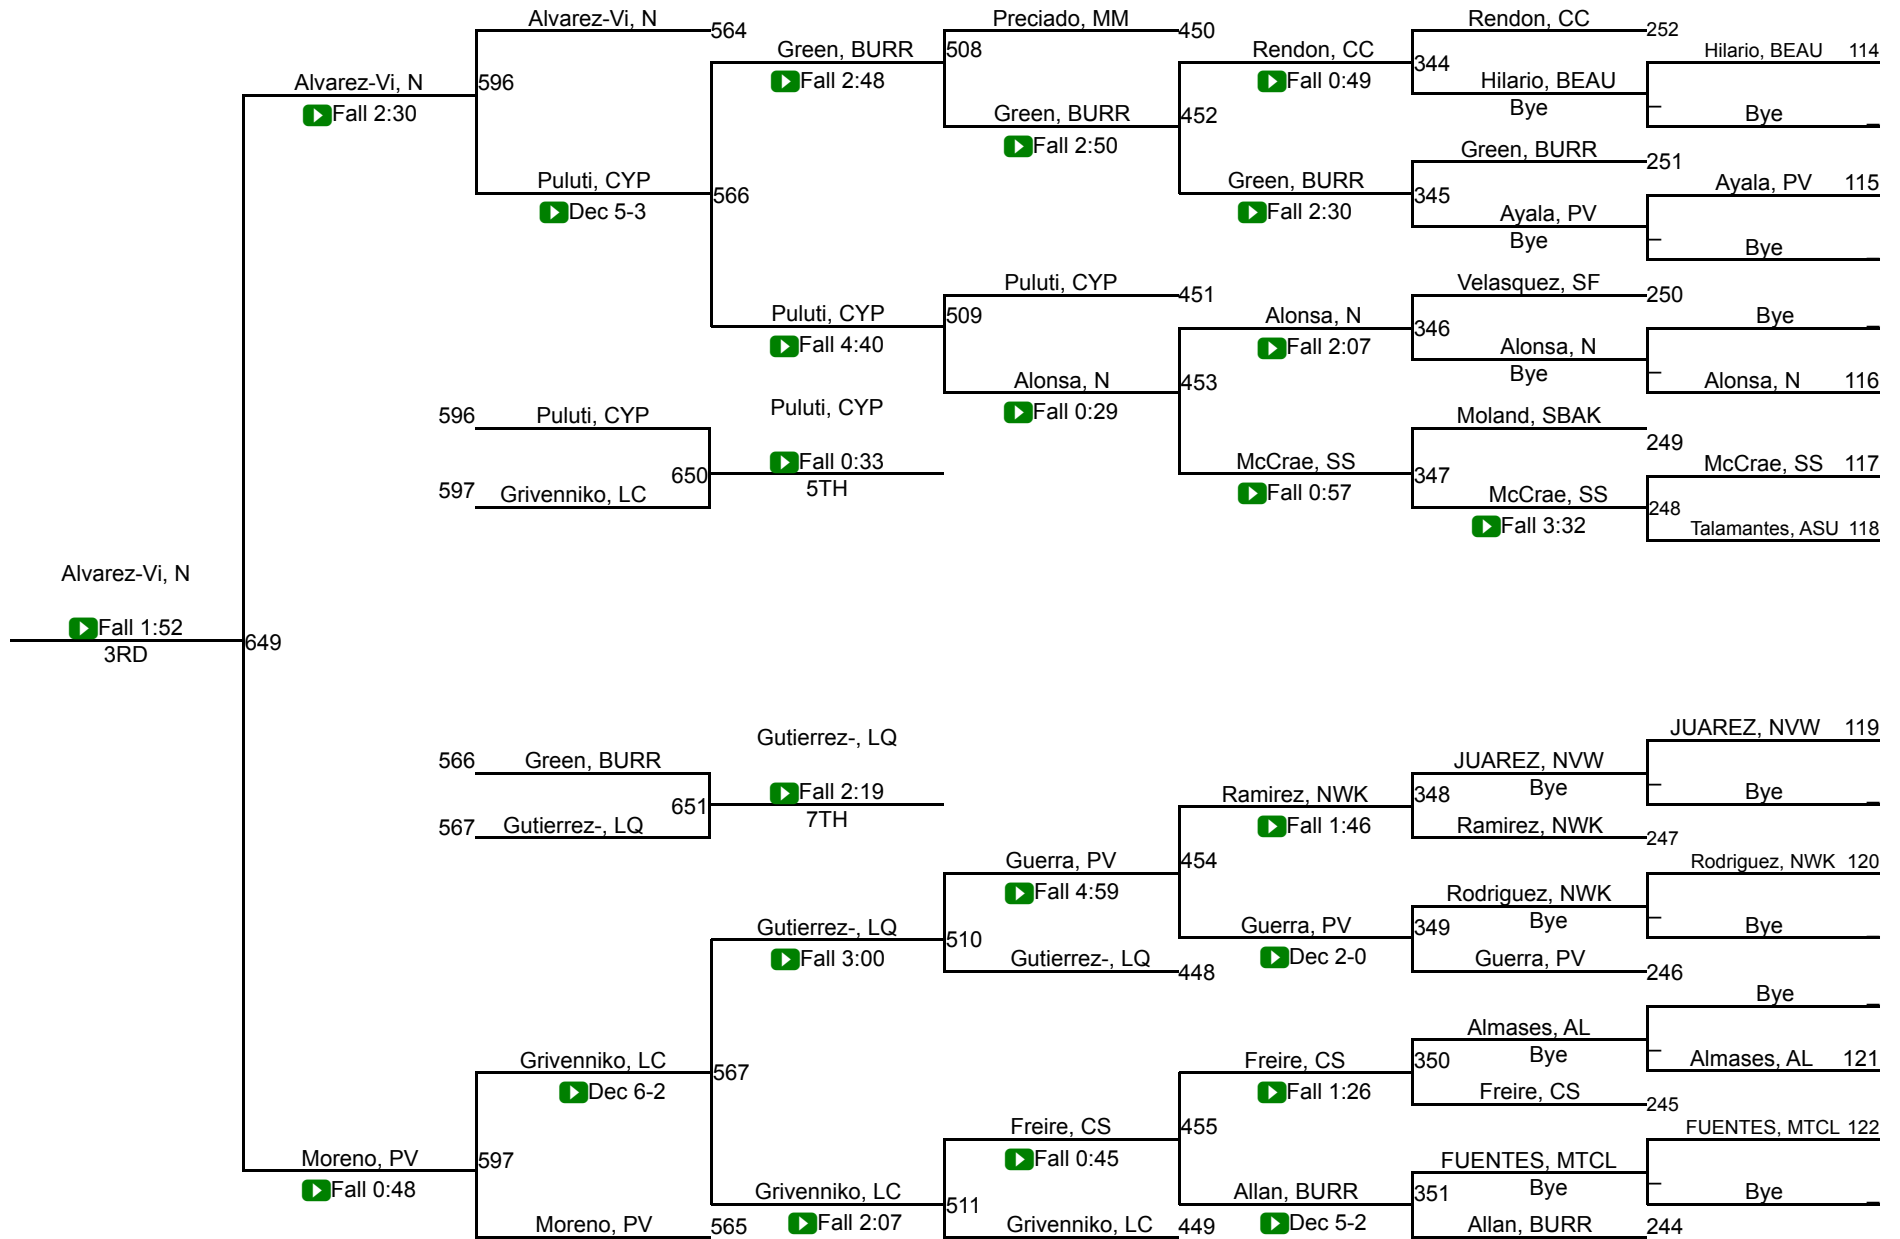 Alvarez-Vi, N
564
Preciado, MM
450
Rendon, CC
252
Green, BURR
508
Rendon, CC
344
Hilario, BEAU 114
Alvarez-Vi, N
596
Fall 2:48
Fall 0:49
Hilario, BEAU
Bye
Fall 2:30
Green, BURR
452
Bye
Fall 2:50
Green, BURR
251
Puluti, CYP
566
Green, BURR
345
Ayala, PV 115
Dec 5-3
Fall 2:30
Ayala, PV
Bye
Bye
Puluti, CYP
451
Velasquez, SF
250
Puluti, CYP
509
Alonsa, N
346
Bye
Fall 4:40
Fall 2:07
Alonsa, N
Bye
Alonsa, N
453
Alonsa, N 116
596
Puluti, CYP
Puluti, CYP
Fall 0:29
Moland, SBAK
249
650
Fall 0:33
McCrae, SS
347
McCrae, SS 117
597
Grivenniko, LC
5TH
Fall 0:57
McCrae, SS
248
Fall 3:32
Talamantes, ASU 118
Alvarez-Vi, N
Fall 1:52
649
3RD
Gutierrez-, LQ
JUAREZ, NVW 119
566
Green, BURR
JUAREZ, NVW
Bye
651
Fall 2:19
Ramirez, NWK
348
Bye
567
Gutierrez-, LQ
7TH
Fall 1:46
Ramirez, NWK
247
Guerra, PV
454
Rodriguez, NWK 120
Fall 4:59
Rodriguez, NWK
Bye
Gutierrez-, LQ
510
Guerra, PV
349
Bye
Fall 3:00
Gutierrez-, LQ
448
Dec 2-0
Guerra, PV
246
Bye
Almases, AL
Bye
Grivenniko, LC
567
Freire, CS
350
Almases, AL 121
Dec 6-2
Fall 1:26
Freire, CS
245
Freire, CS
455
FUENTES, MTCL 122
Moreno, PV
597
Fall 0:45
FUENTES, MTCL
Bye
Fall 0:48
Grivenniko, LC
511
Allan, BURR
351
Bye
Moreno, PV
565
Fall 2:07
Grivenniko, LC
449
Dec 5-2
Allan, BURR
244